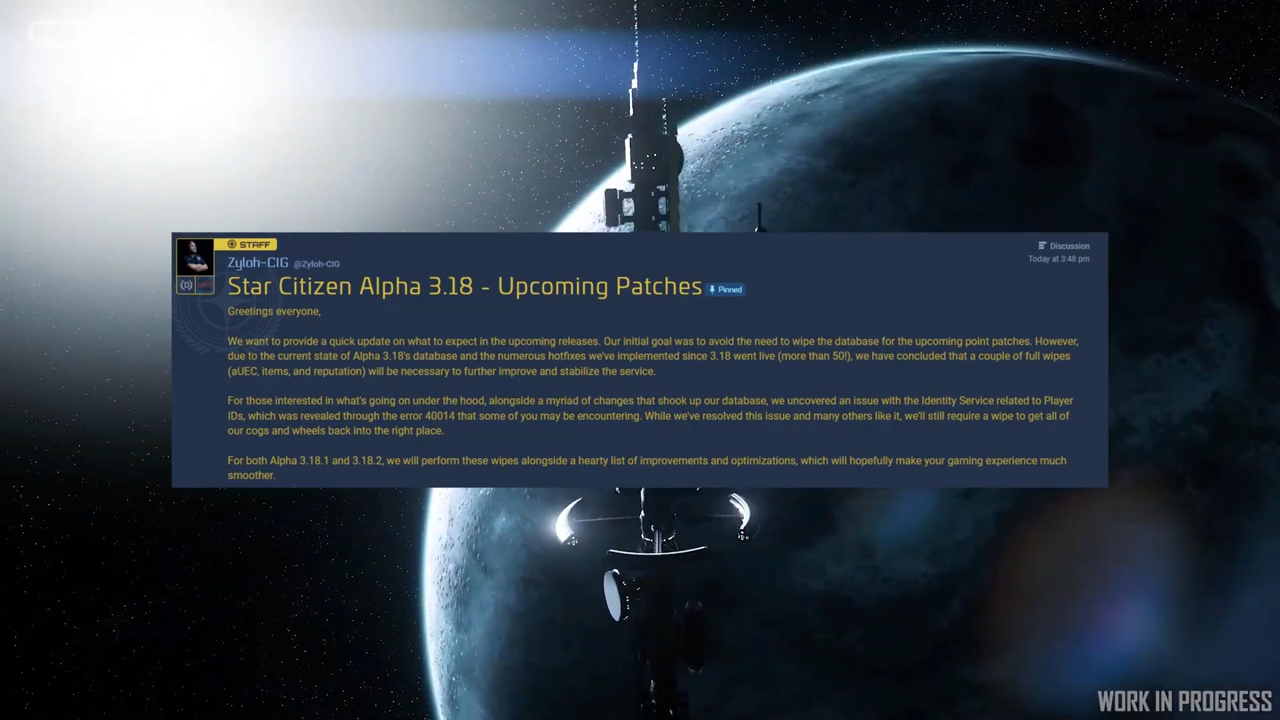 STAFF
Zyloh-CIG @Zyloh-CIG
Discussion
Today at 3:48 pm
Star Citizen Alpha 3.18 - Upcoming Patches Pinned
Greetings everyone,
We want to provide a quick update on what to expect in the upcoming releases. Our initial goal was to avoid the need to wipe the database for the upcoming point patches. However,
due to the current state of Alpha 3.18's database and the numerous hotfixes we've implemented since 3.18 went live (more than 50!), we have concluded that a couple of full wipes
(aUEC, items, and reputation) will be necessary to further improve and stabilize the service.
For those interested in what's going on under the hood, alongside a myriad of changes that shook up our database, we uncovered an issue with the Identity Service related to Player
IDs, which was revealed through the error 40014 that some of you may be encountering. While we've resolved this issue and many others like it, we'll still require a wipe to get all of
our cogs and wheels back into the right place.
For both Alpha 3.18.1 and 3.18.2, we will perform these wipes alongside a hearty list of improvements and optimizations, which will hopefully make your gaming experience much
smoother.
WORK IN PROGRESS